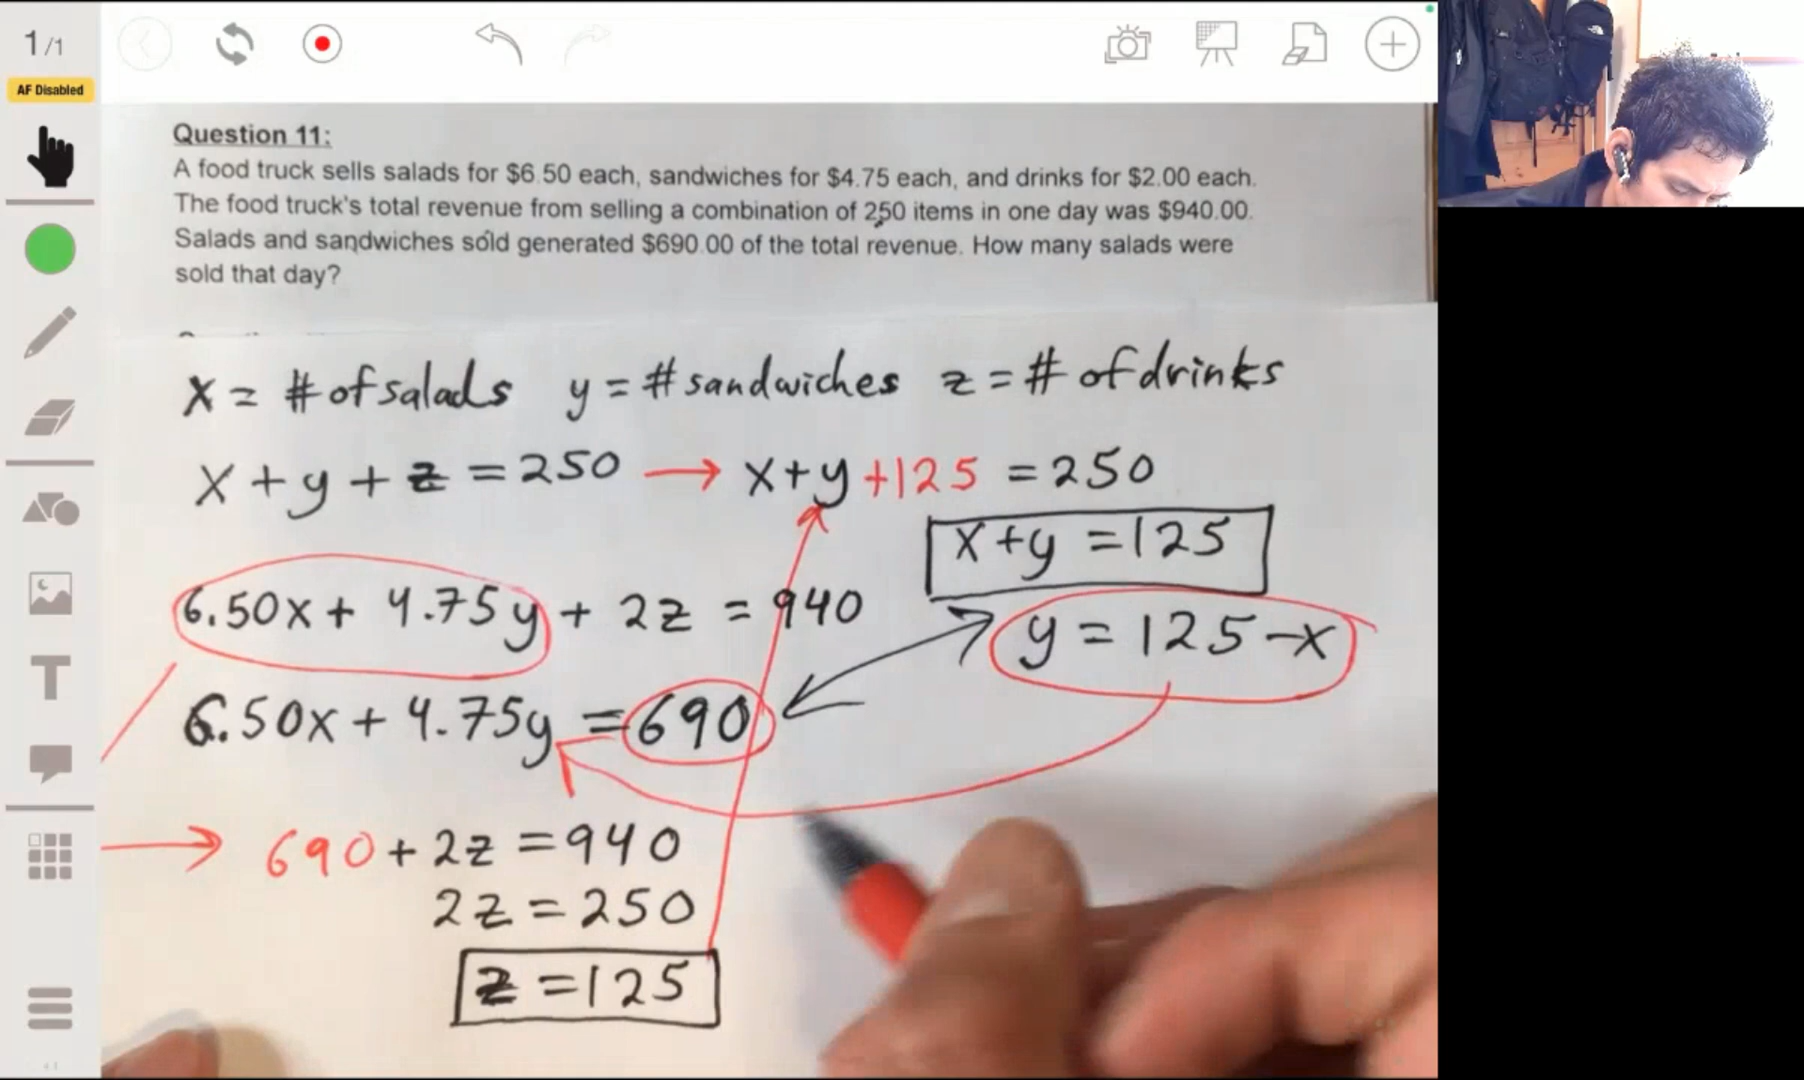 1/1
AF Disabled
Question 11:
A food truck sells salads for $6.50 each, sandwiches for $4.75 each, and drinks for $2.00 each.
The food truck's total revenue from selling a combination of 250 items in one day was $940.00.
Salads and sandwiches sold generated $690.00 of the total revenue. How many salads were
sold that day?
x = # of salads y = # sandwiches z = # of drinks
x + y + z = 250 → x + y + 125 = 250
x + y = 125
6.50x + 4.75y + 2z = 940
y = 125 - x
6.50x + 4.75y = 690
→ 690 + 2z = 940
2z = 250
z = 125
T